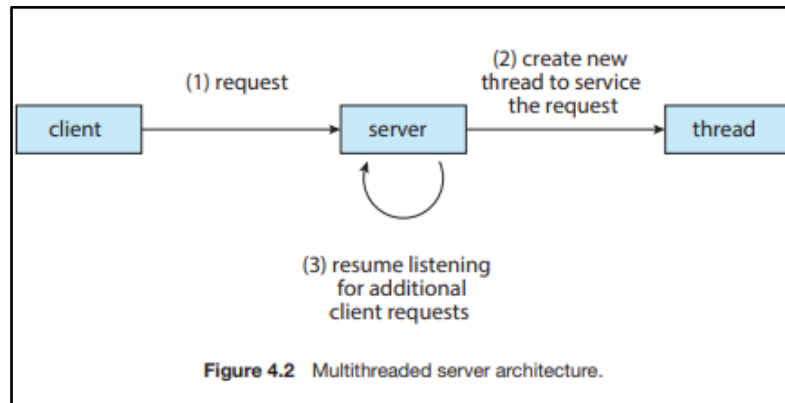 (1) request
(2) create new
thread to service
the request
client
server
thread
(3) resume listening
for additional
client requests
Figure 4.2 Multithreaded server architecture.